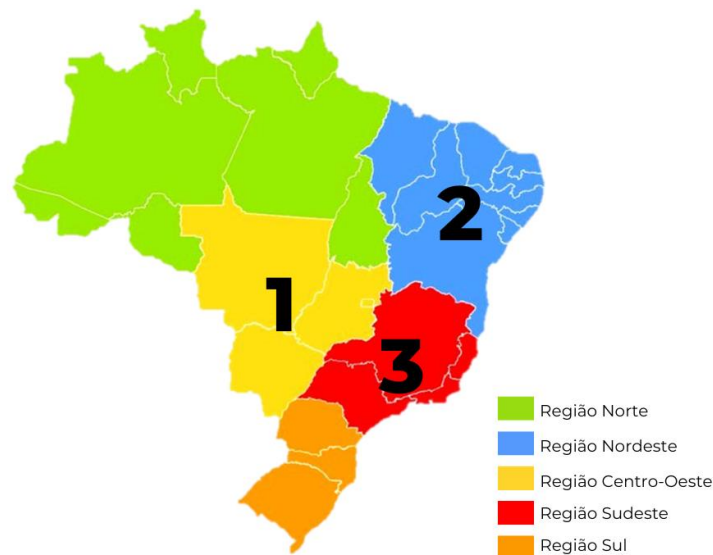 2
1
3
Região Norte
Região Nordeste
Região Centro-Oeste
Região Sudeste
Região Sul